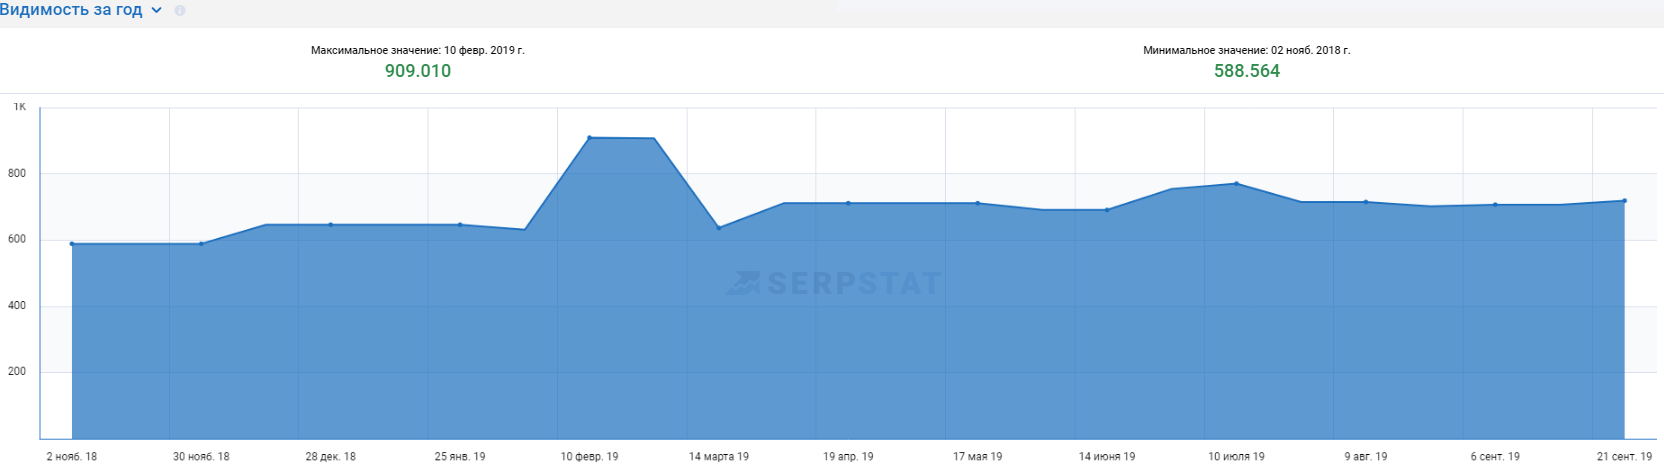 Видимость за год
Максимальное значение: 10 февр. 2019 г.
909.010
Минимальное значение: 02 нояб. 2018 г.
588.564
1K
800
600
400
200
SERPSTAT
2 нояб. 18 30 нояб. 18 28 дек. 18 25 янв. 19 10 февр. 19 14 марта 19 19 апр. 19 17 мая 19 14 июня 19 10 июля 19 9 авг. 19 6 сент. 19 21 сент. 19